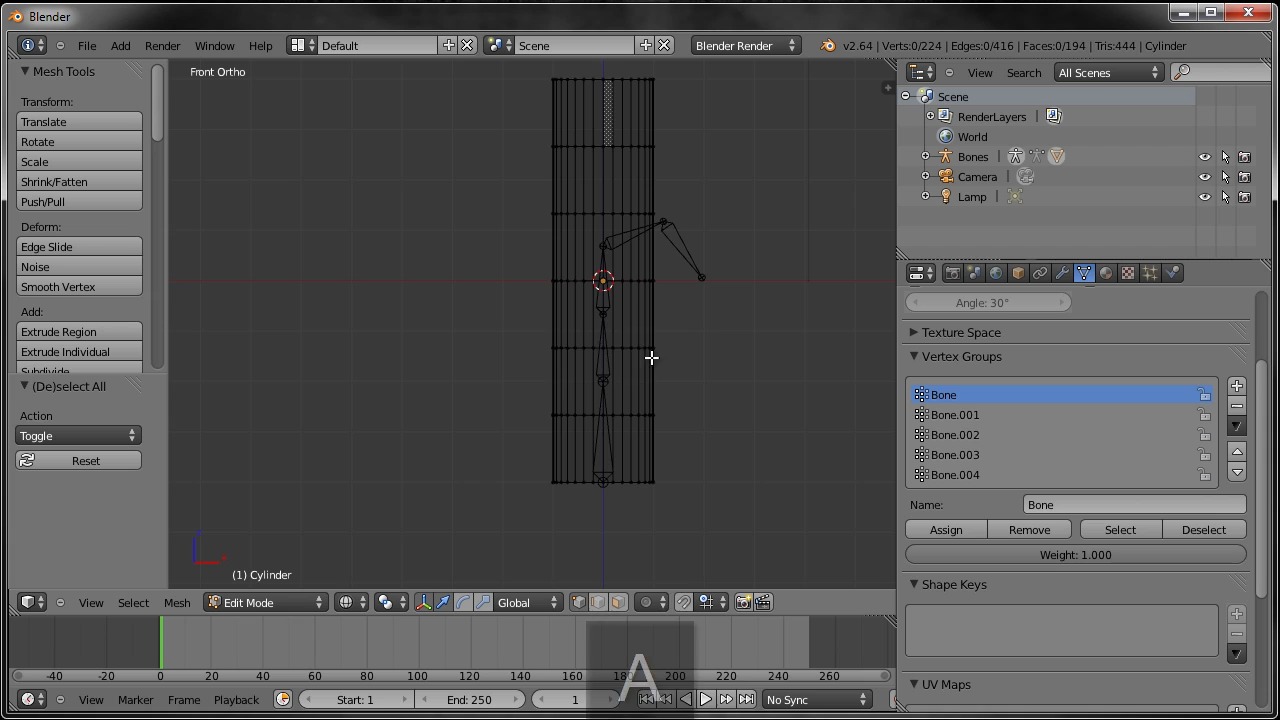 Blender
File Add Render Window Help Default Scene Blender Render v2.64 | Verts:0/224 | Edges:0/416 | Faces:0/194 | Tris:444 | Cylinder
Mesh Tools
Transform:
Translate
Rotate
Scale
Shrink/Fatten
Push/Pull
Deform:
Edge Slide
Noise
Smooth Vertex
Add:
Extrude Region
Extrude Individual
Subdivide
(De)select All
Action
Toggle
Reset
Front Ortho
(1) Cylinder
View Select Mesh Edit Mode Global
-40 -20 0 20 40 60 80 100 120 140 160 180 200 220 240 260
A
View Marker Frame Playback Start: 1 End: 250 1 No Sync
View Search All Scenes
Scene
RenderLayers |
World
Bones |
Camera |
Lamp |
Angle: 30°
Texture Space
Vertex Groups
Bone
Bone.001
Bone.002
Bone.003
Bone.004
Name: Bone
Assign Remove Select Deselect
Weight: 1.000
Shape Keys
UV Maps